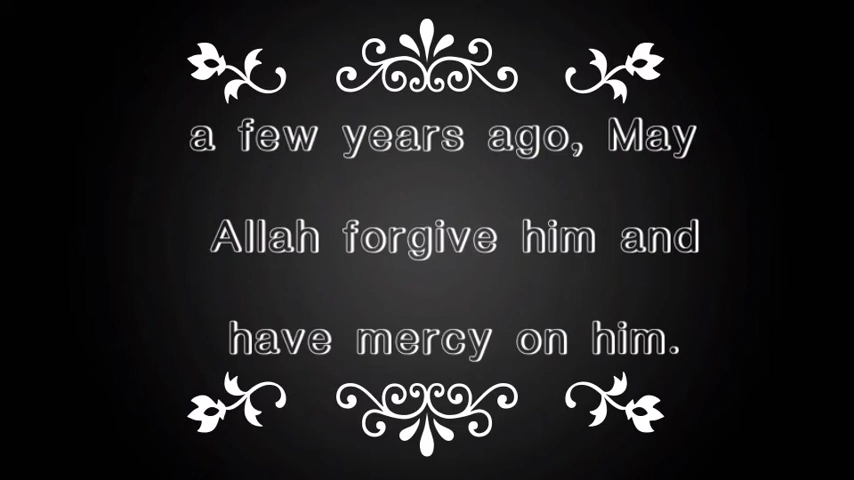 a few years ago, May
Allah forgive him and
have mercy on him.